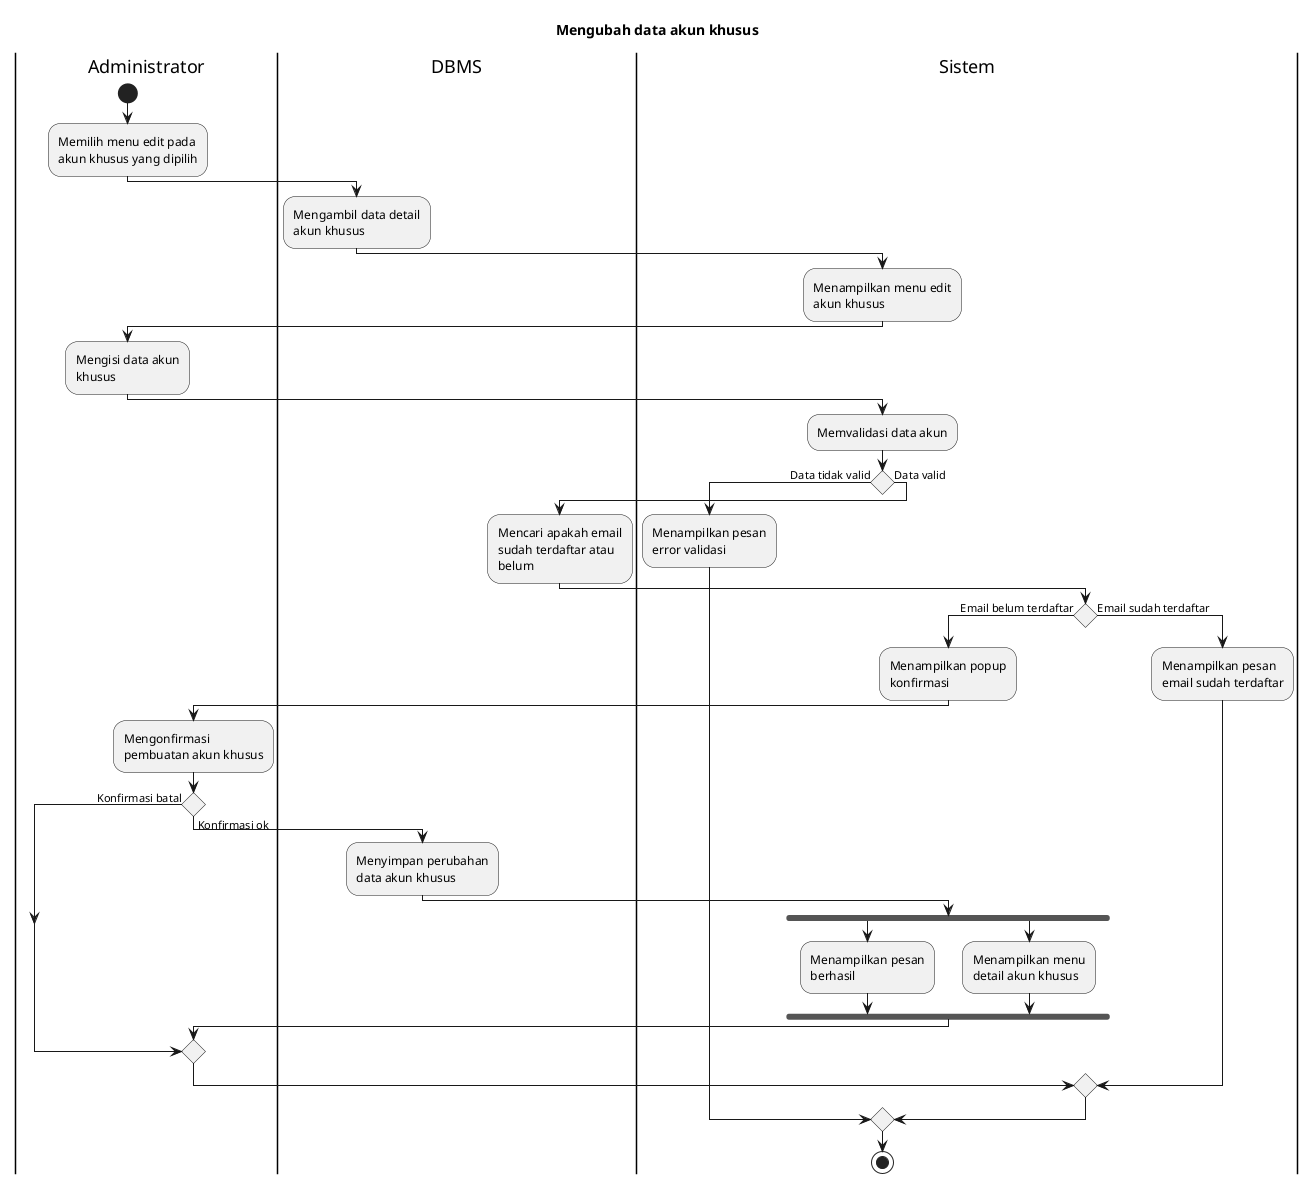 Mengubah data akun khusus
Administrator
DBMS
Sistem
Memilih menu edit pada
akun khusus yang dipilih
Mengambil data detail
akun khusus
Menampilkan menu edit
akun khusus
Mengisi data akun
khusus
Memvalidasi data akun
Data tidak valid
Data valid
Mencari apakah email
sudah terdaftar atau
belum
Menampilkan pesan
error validasi
Email belum terdaftar
Email sudah terdaftar
Menampilkan popup
konfirmasi
Menampilkan pesan
email sudah terdaftar
Mengonfirmasi
pembuatan akun khusus
Konfirmasi batal
Konfirmasi ok
Menyimpan perubahan
data akun khusus
Menampilkan pesan
berhasil
Menampilkan menu
detail akun khusus